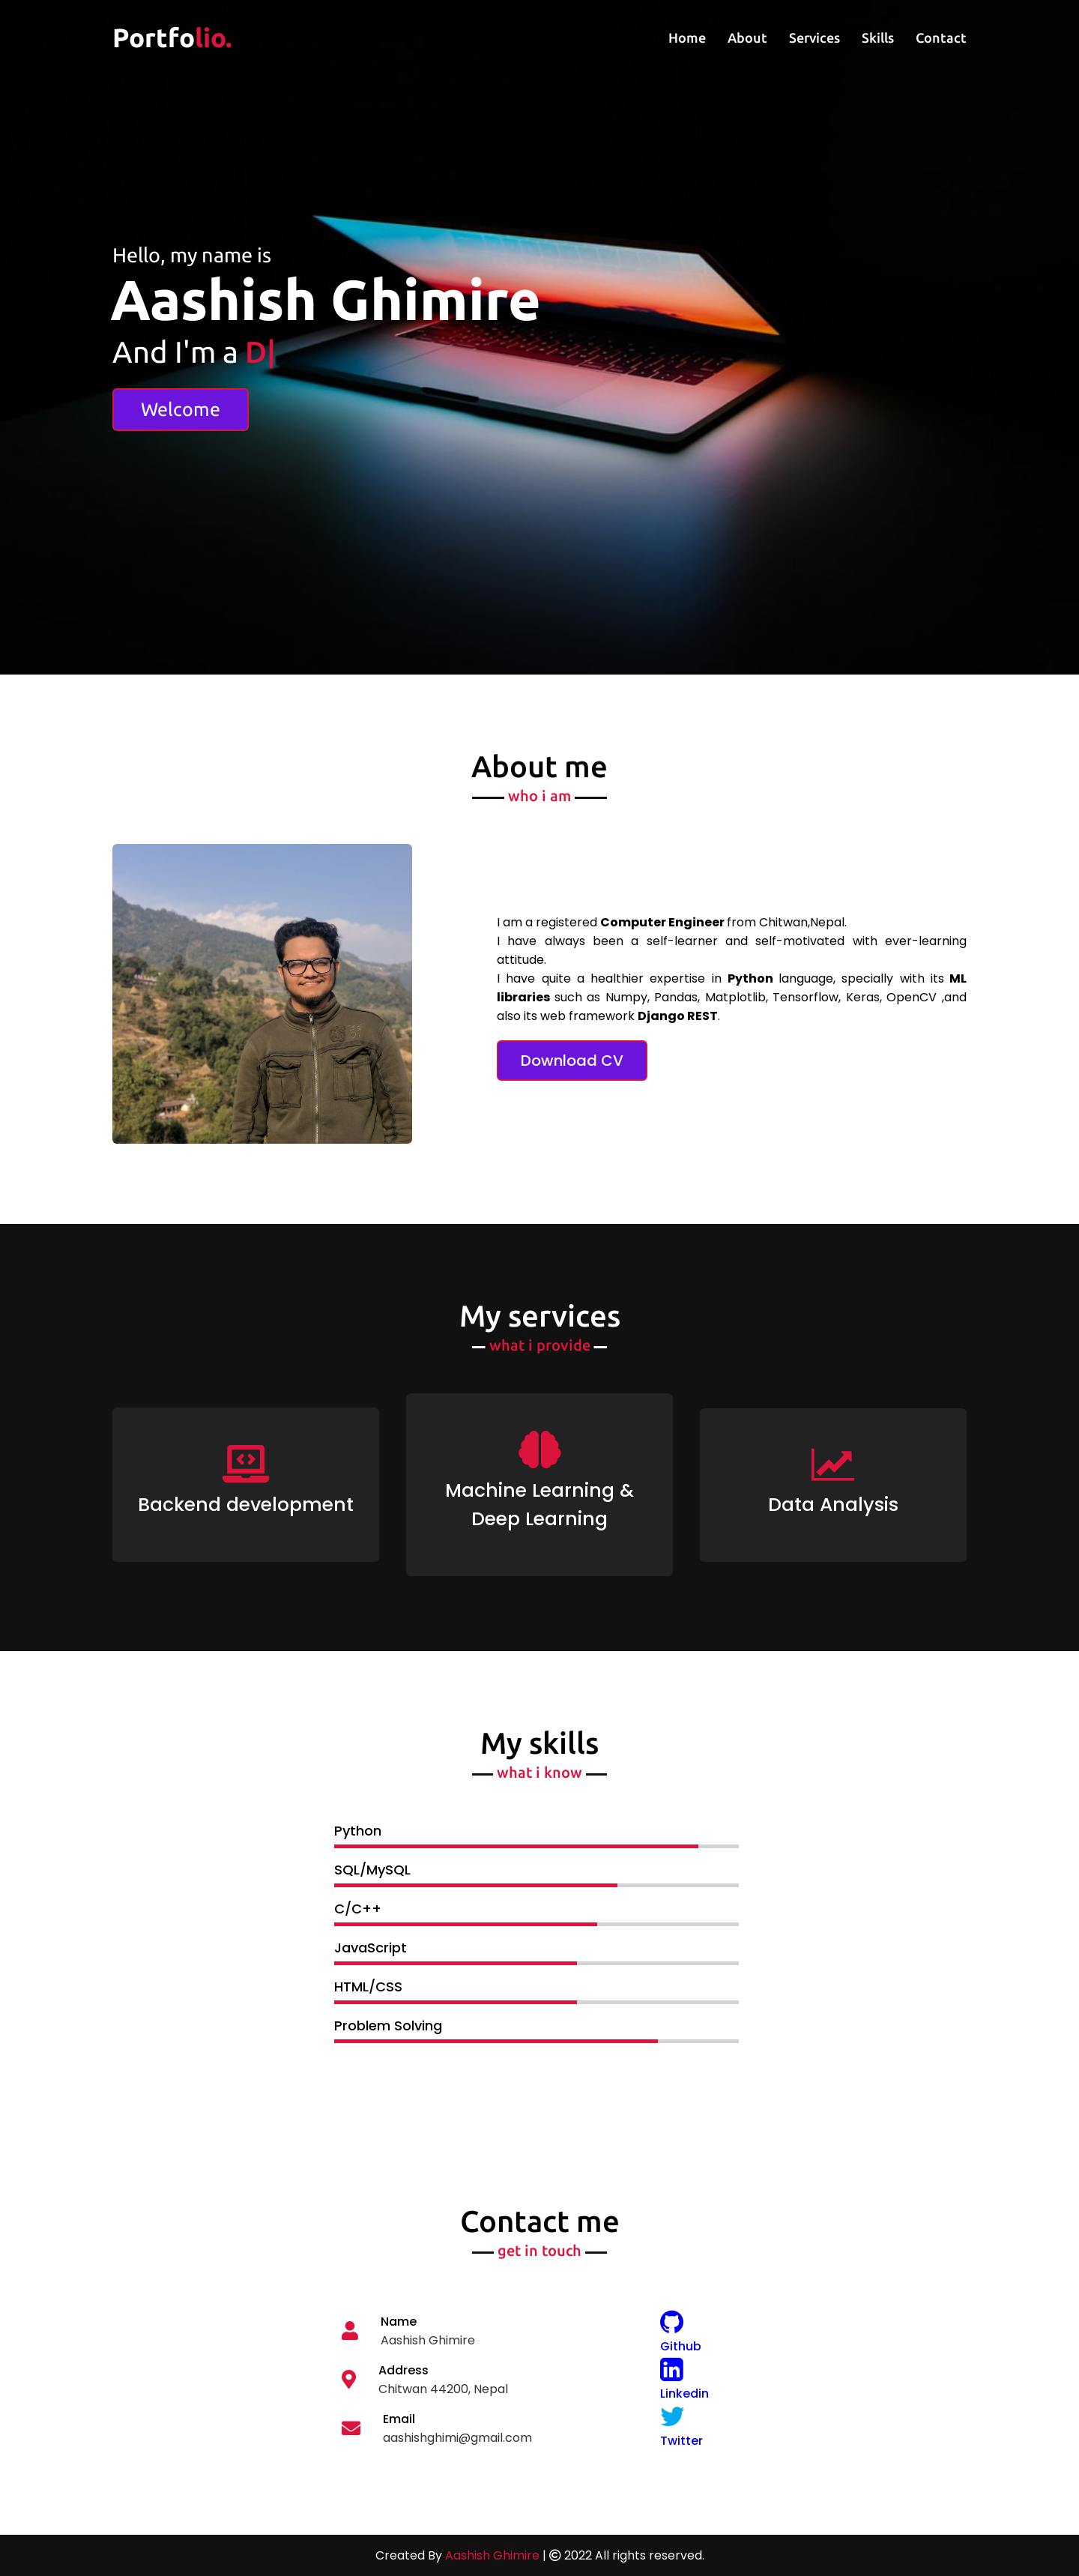 Portfolio.
Home About Services Skills Contact
Hello, my name is
Aashish Ghimire
And I'm a D|
Welcome
About me
who i am
I am a registered Computer Engineer from Chitwan,Nepal.
I have always been a self-learner and self-motivated with ever-learning
attitude.
I have quite a healthier expertise in Python language, specially with its ML
libraries such as Numpy, Pandas, Matplotlib, Tensorflow, Keras, OpenCV ,and
also its web framework Django REST.
Download CV
My services
what i provide
Backend development
Machine Learning &
Deep Learning
Data Analysis
My skills
what i know
Python
SQL/MySQL
C/C++
JavaScript
HTML/CSS
Problem Solving
Contact me
get in touch
Name
Aashish Ghimire
Address
Chitwan 44200, Nepal
Email
aashishghimi@gmail.com
Github
Linkedin
Twitter
Created By Aashish Ghimire | © 2022 All rights reserved.